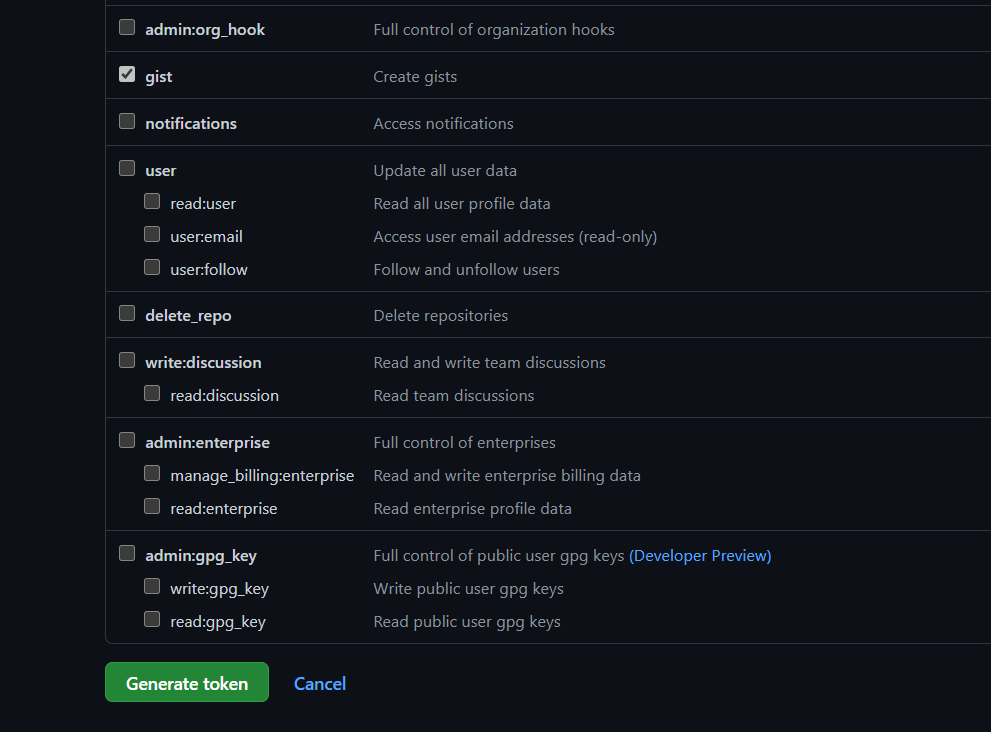 admin:org_hook Full control of organization hooks
gist Create gists
notifications Access notifications
user Update all user data
read:user Read all user profile data
user:email Access user email addresses (read-only)
user:follow Follow and unfollow users
delete_repo Delete repositories
write:discussion Read and write team discussions
read:discussion Read team discussions
admin:enterprise Full control of enterprises
manage_billing:enterprise Read and write enterprise billing data
read:enterprise Read enterprise profile data
admin:gpg_key Full control of public user gpg keys (Developer Preview)
write:gpg_key Write public user gpg keys
read:gpg_key Read public user gpg keys
Generate token Cancel